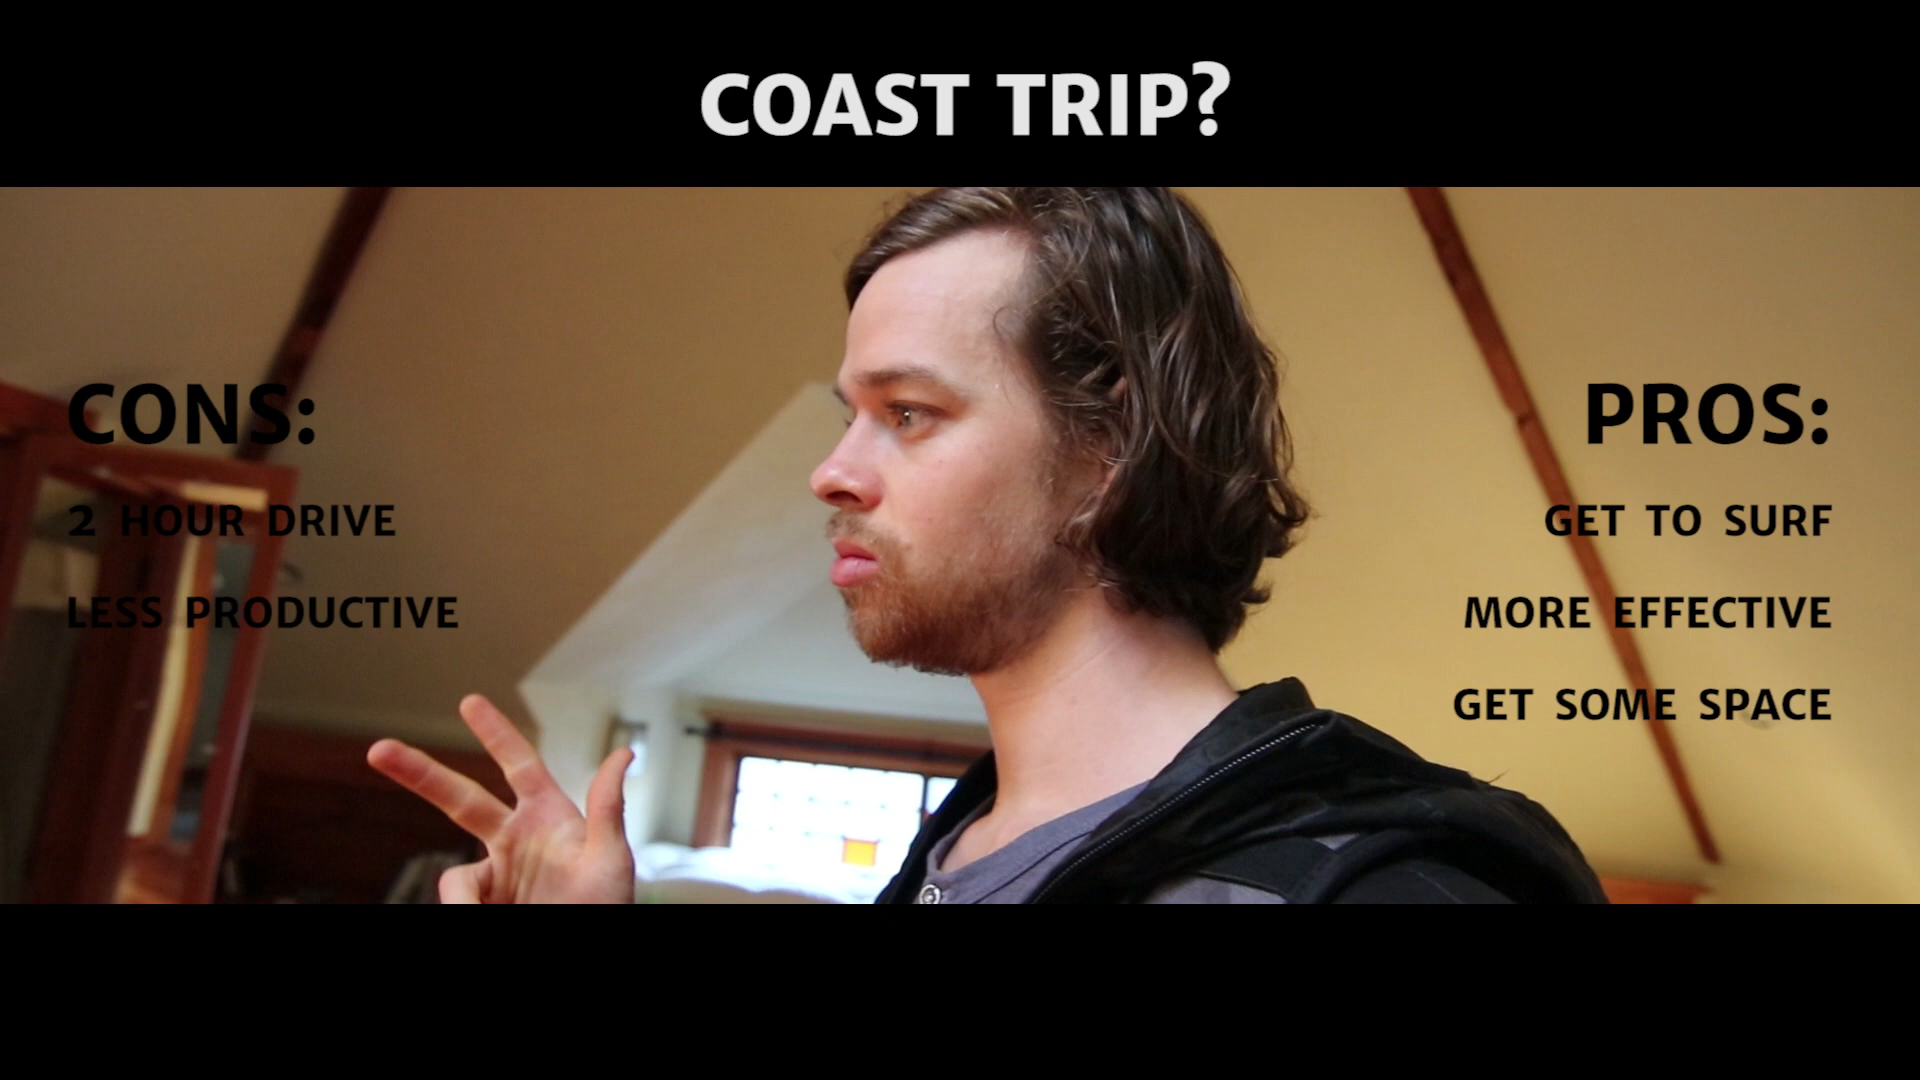 COAST TRIP?
CONS:
2 HOUR DRIVE
LESS PRODUCTIVE
PROS:
GET TO SURF
MORE EFFECTIVE
GET SOME SPACE